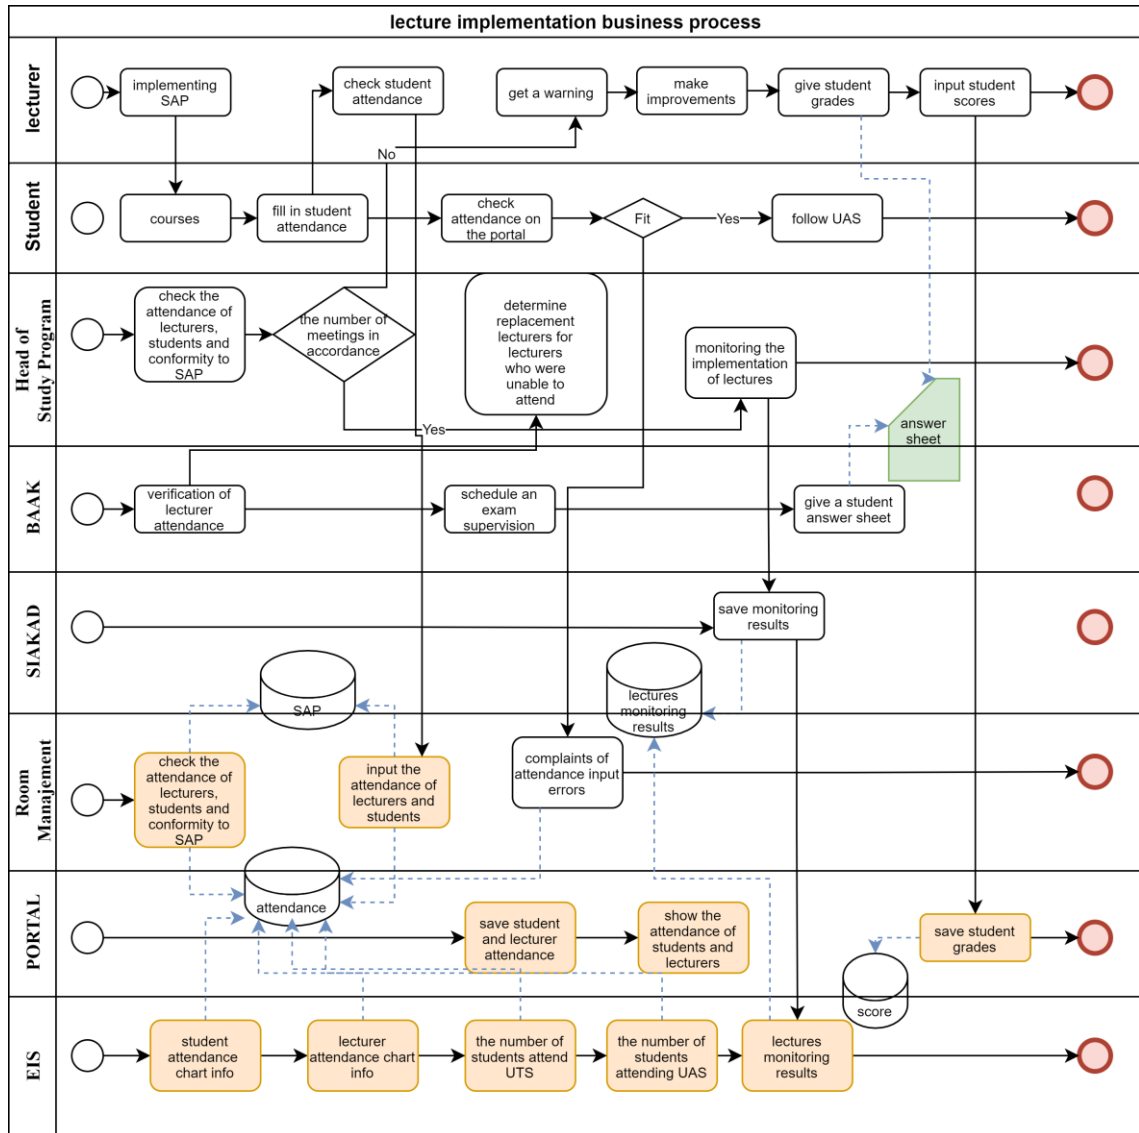 lecture implementation business process
lecturer
implementing
SAP
check student
attendance
get a warning
make
improvements
give student
grades
input student
scores
No
Student
courses
fill in student
attendance
check
attendance on
the portal
Fit
Yes
follow UAS
Head of
Study Program
check the
attendance of
lecturers,
students and
conformity to
SAP
the number of
meetings in
accordance
determine
replacement
lecturers for
lecturers
who were
unable to
attend
monitoring the
implementation
of lectures
Yes
answer
sheet
BAAK
verification of
lecturer
attendance
schedule an
exam
supervision
give a student
answer sheet
SIAKAD
save monitoring
results
SAP
lectures
monitoring
results
Room
Manajement
check the
attendance of
lecturers,
students and
conformity to
SAP
input the
attendance of
lecturers and
students
complaints of
attendance input
errors
PORTAL
attendance
save student
and lecturer
attendance
show the
attendance of
students and
lecturers
save student
grades
score
EIS
student
attendance
chart info
lecturer
attendance chart
info
the number of
students attend
UTS
the number of
students
attending UAS
lectures
monitoring
results